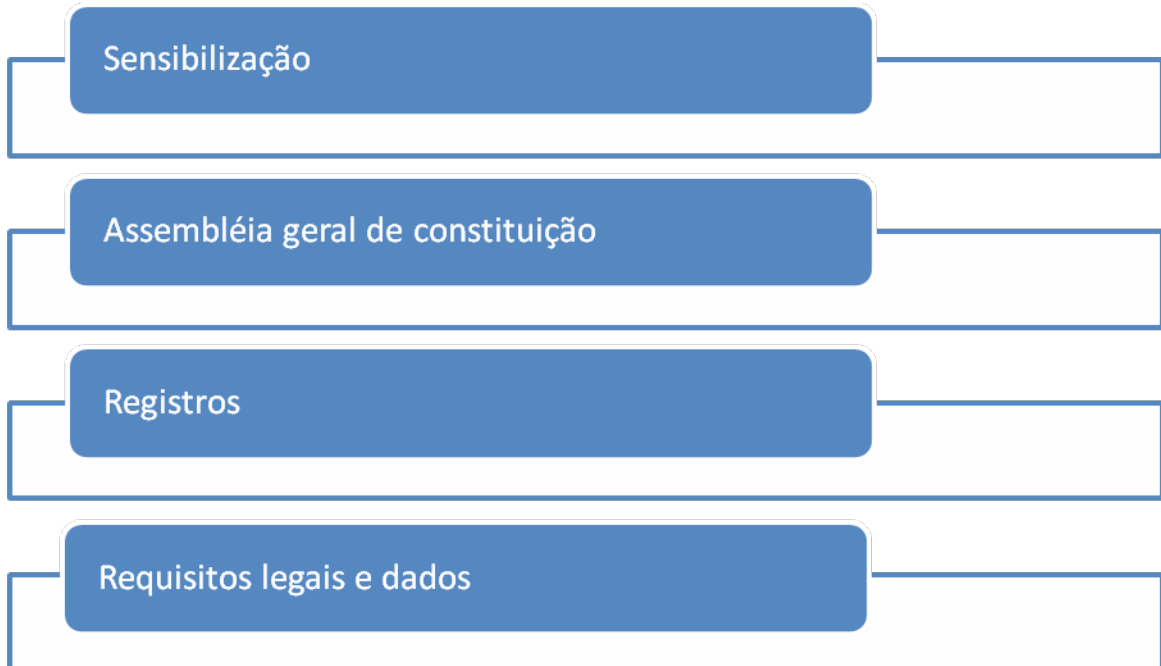 Sensibilização
Assembléia geral de constituição
Registros
Requisitos legais e dados